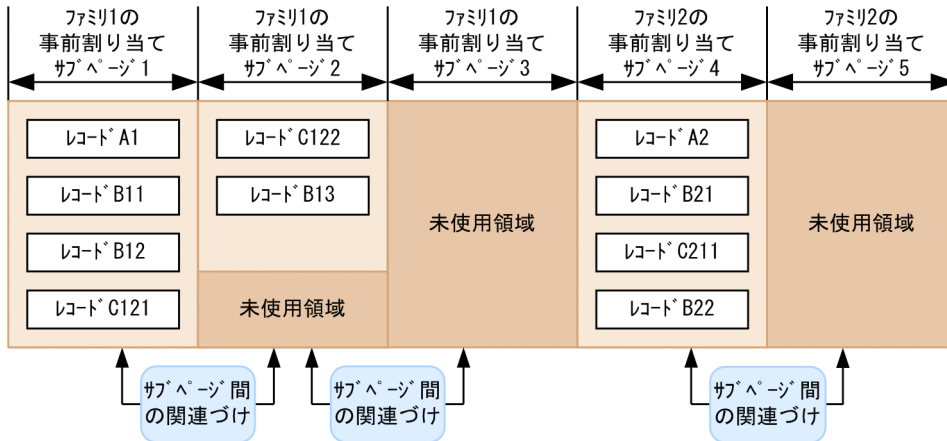 ファミリ1の
事前割り当て
サブページ1
ファミリ1の
事前割り当て
サブページ2
ファミリ1の
事前割り当て
サブページ3
ファミリ2の
事前割り当て
サブページ4
ファミリ2の
事前割り当て
サブページ5
レコードA1
レコードB11
レコードB12
レコードC121
レコードC122
レコードB13
未使用領域
未使用領域
レコードA2
レコードB21
レコードC211
レコードB22
未使用領域
サブページ間
の関連づけ
サブページ間
の関連づけ
サブページ間
の関連づけ